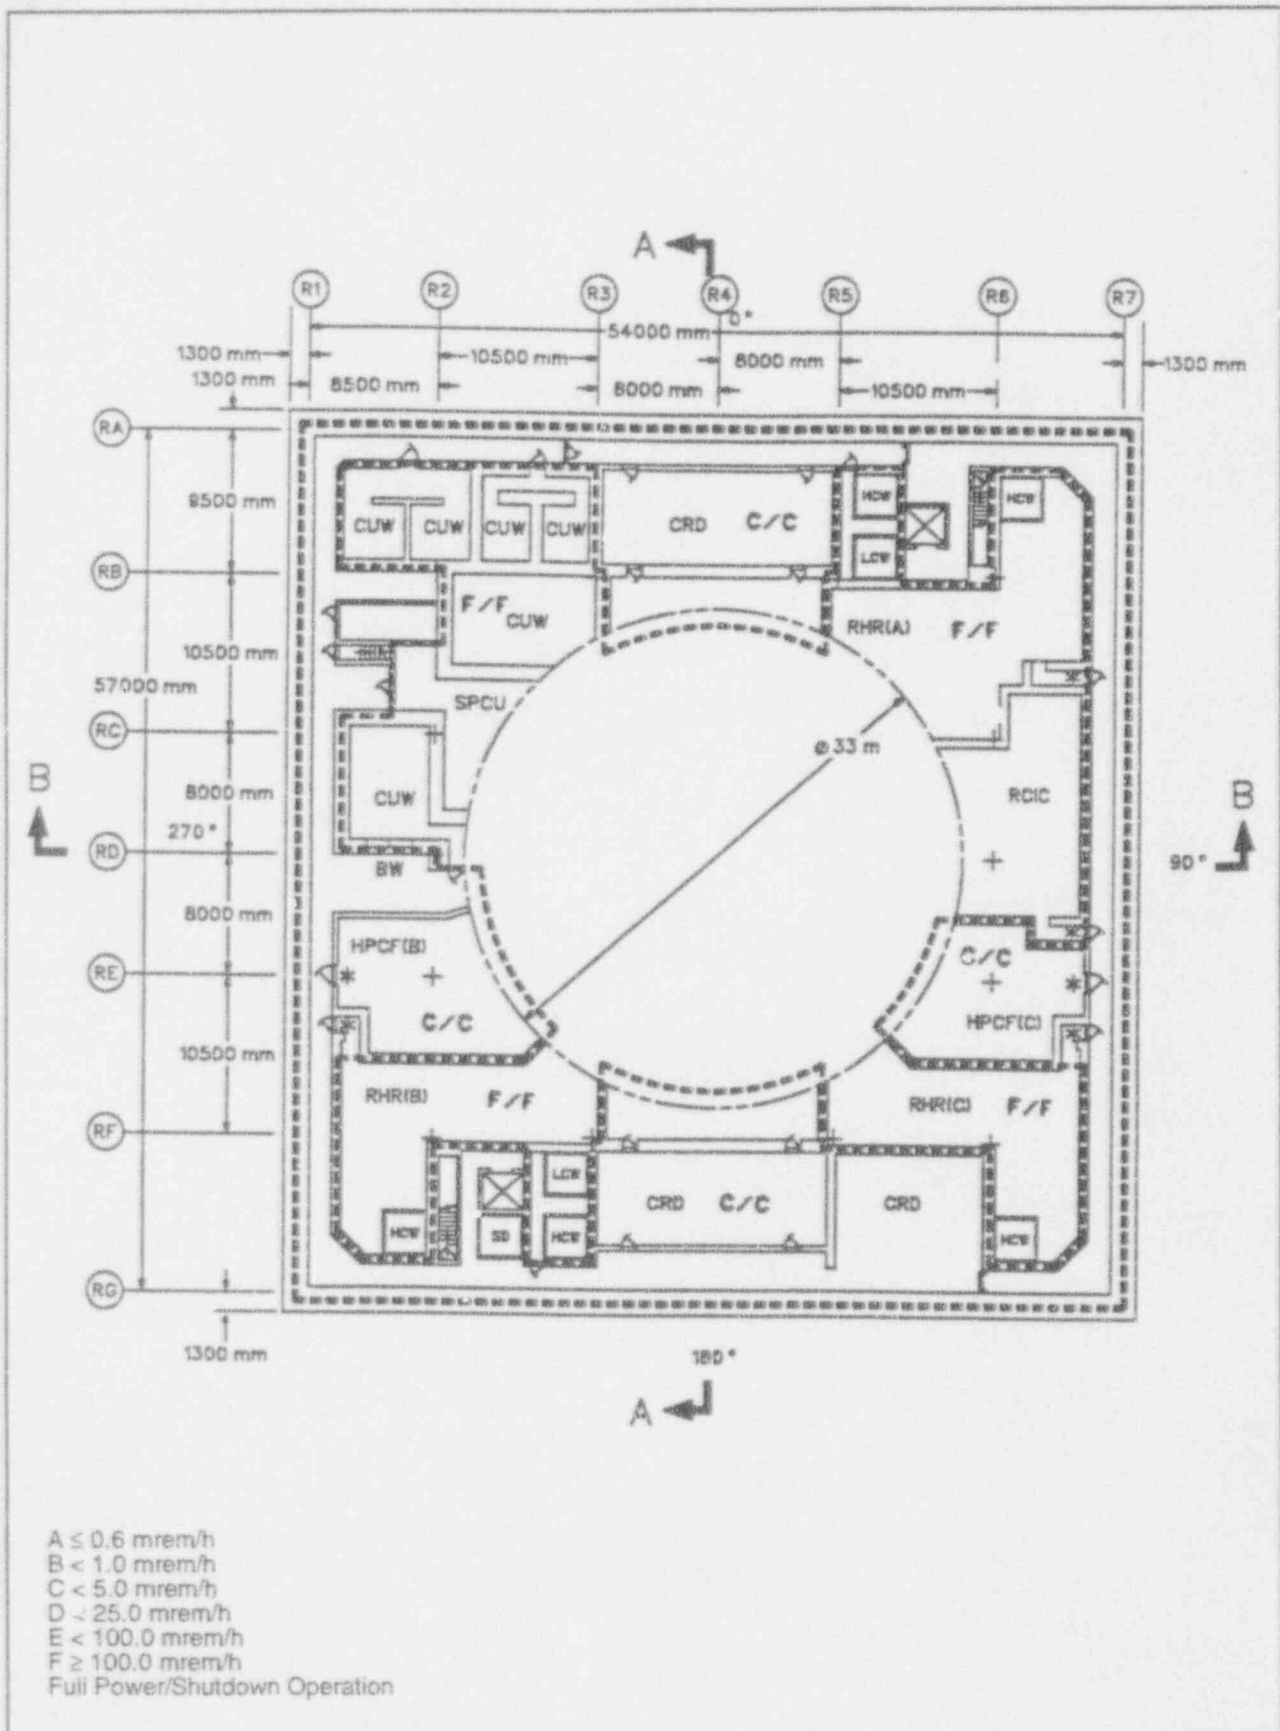 A
R1 R2 R3 R4 R5 R6 R7
0°
54000 mm
1300 mm 10500 mm 8000 mm 1300 mm
1300 mm 8500 mm 8000 mm 10500 mm
RA
9500 mm
CUW CUW CUW CUW CRD C/C HCW HCW
LCW
RB
F/F CUW
RHR(A) F/F
10500 mm
57000 mm
SPCU
RC
ø 33 m
8000 mm CUW RCIC
B B
270°
RD
BW 90°
8000 mm
HPCF(B) C/C
RE
C/C HPCF(C)
10500 mm
RHR(B) F/F RHR(C) F/F
RF
LCW
CRD C/C CRD
HCW SD HCW HCW
RG
1300 mm
180°
A
A ≤ 0.6 mrem/h
B < 1.0 mrem/h
C < 5.0 mrem/h
D < 25.0 mrem/h
E < 100.0 mrem/h
F ≥ 100.0 mrem/h
Full Power/Shutdown Operation